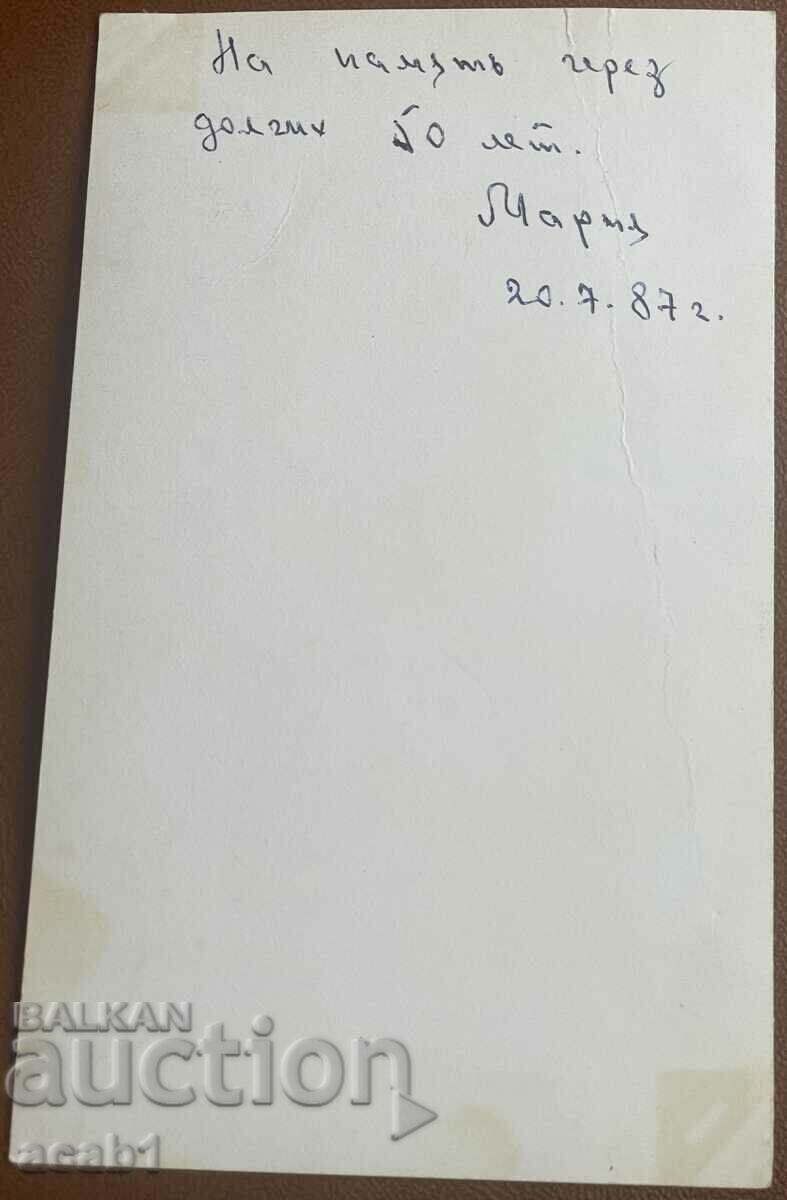 На память через
долгих 50 лет.
Мария
20.7.87г.
BALKAN
auction
acab1